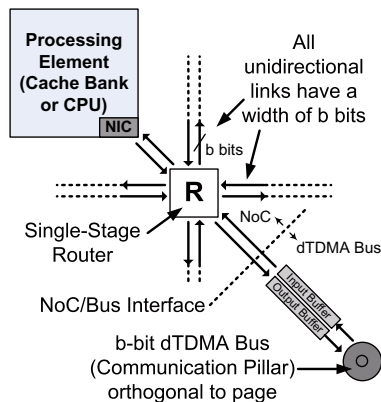 Processing
Element
(Cache Bank
or CPU)
NIC
All
unidirectional
links have a
width of b bits
b bits
R
Single-Stage
Router
NoC
dTDMA Bus
NoC/Bus Interface
Input Buffer
Output Buffer
b-bit dTDMA Bus
(Communication Pillar)
orthogonal to page